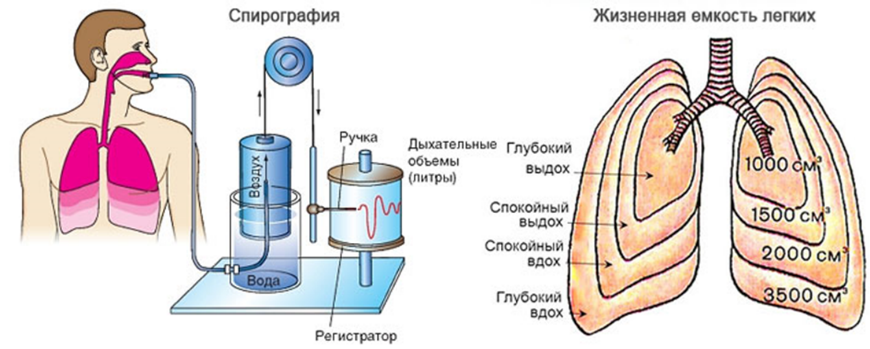 Спирография
Ручка
Дыхательные
объемы
(литры)
Воздух
Вода
Регистратор
Жизненная емкость легких
Глубокий
выдох
Спокойный
выдох
Спокойный
вдох
Глубокий
вдох
1000 см³
1500 см³
2000 см³
3500 см³